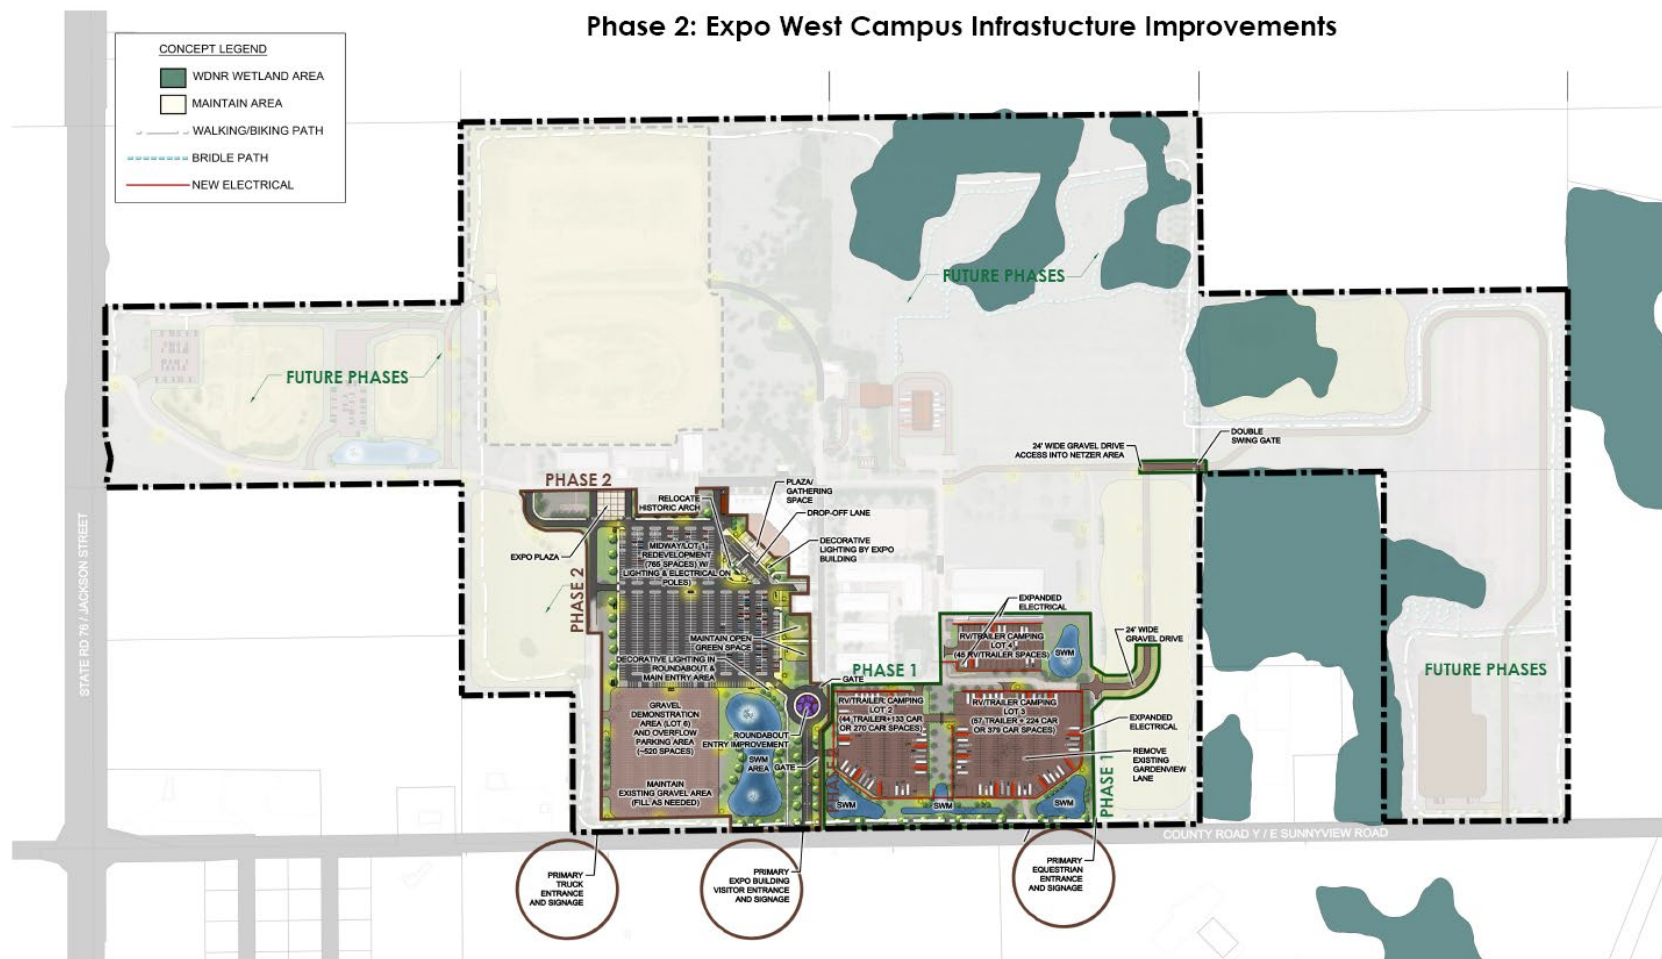 Phase 2: Expo West Campus Infrastucture Improvements
CONCEPT LEGEND
WDNR WETLAND AREA
MAINTAIN AREA
WALKING/BIKING PATH
BRIDLE PATH
NEW ELECTRICAL
STATE RD 76 / JACKSON STREET
FUTURE PHASES
FUTURE PHASES
24' WIDE GRAVEL DRIVE
ACCESS INTO NETZER AREA
DOUBLE
SWING GATE
PHASE 2
PHASE 2
EXPO PLAZA
RELOCATE
HISTORIC ARCH
PLAZA/
GATHERING
SPACE
DROP-OFF LANE
DECORATIVE
LIGHTING BY EXPO
BUILDING
MIDWAY/LOT 1
REDEVELOPMENT
(765 SPACES) W/
LIGHTING & ELECTRICAL ON
POLES)
MAINTAIN OPEN
GREEN SPACE
DECORATIVE LIGHTING IN
ROUNDABOUT &
MAIN ENTRY AREA
GRAVEL
DEMONSTRATION
AREA (LOT 6)
AND OVERFLOW
PARKING AREA
(~520 SPACES)
MAINTAIN
EXISTING GRAVEL AREA
(FILL AS NEEDED)
ROUNDABOUT
ENTRY IMPROVEMENT
SWM
AREA
GATE
GATE
PHASE 1
EXPANDED
ELECTRICAL
RV/TRAILER CAMPING
LOT 4
(45 RV/TRAILER SPACES)
SWM
24' WIDE
GRAVEL DRIVE
RV/TRAILER CAMPING
LOT 2
(44 TRAILER+133 CAR
OR 270 CAR SPACES)
RV/TRAILER CAMPING
LOT 3
(57 TRAILER + 224 CAR
OR 379 CAR SPACES)
EXPANDED
ELECTRICAL
REMOVE
EXISTING
GARDENVIEW
LANE
PHASE 1
SWM
SWM
SWM
FUTURE PHASES
COUNTY ROAD Y / E SUNNYVIEW ROAD
PRIMARY
TRUCK
ENTRANCE
AND SIGNAGE
PRIMARY
EXPO BUILDING
VISITOR ENTRANCE
AND SIGNAGE
PRIMARY
EQUESTRIAN
ENTRANCE
AND SIGNAGE